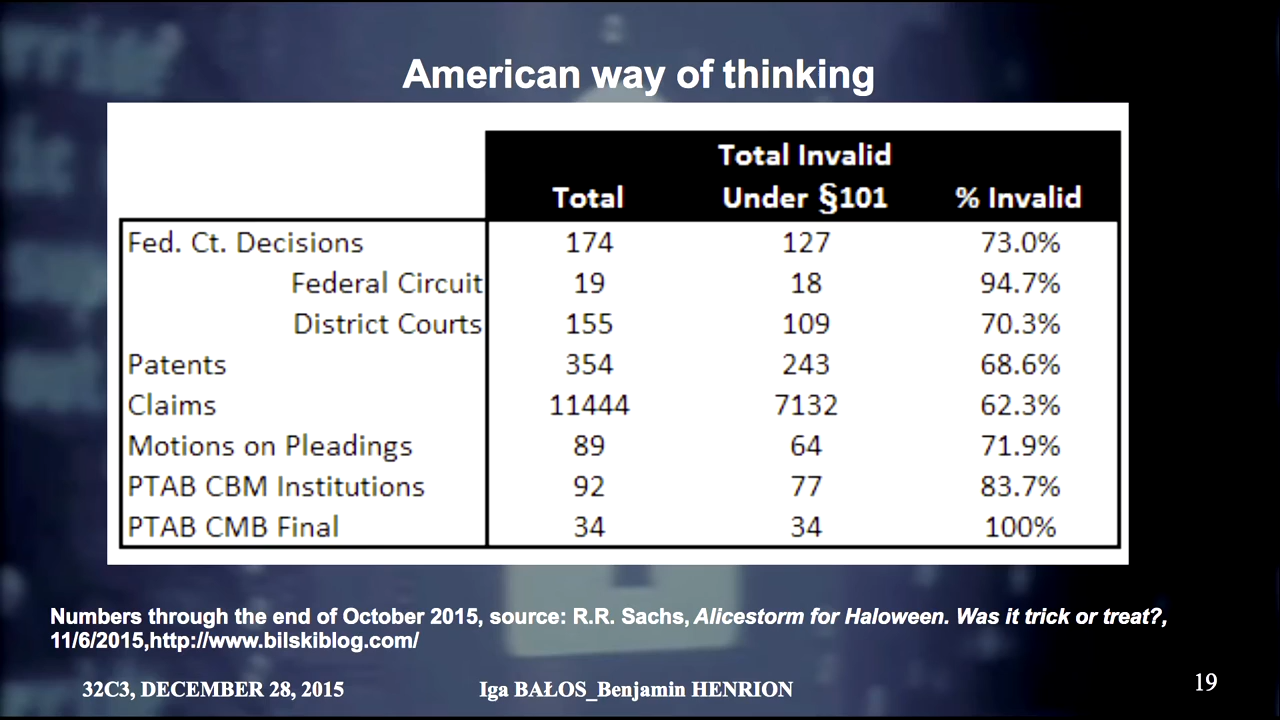 American way of thinking
Total Invalid
Total Under §101 % Invalid
Fed. Ct. Decisions 174 127 73.0%
Federal Circuit 19 18 94.7%
District Courts 155 109 70.3%
Patents 354 243 68.6%
Claims 11444 7132 62.3%
Motions on Pleadings 89 64 71.9%
PTAB CBM Institutions 92 77 83.7%
PTAB CMB Final 34 34 100%
Numbers through the end of October 2015, source: R.R. Sachs, Alicestorm for Haloween. Was it trick or treat?,
11/6/2015,http://www.bilskiblog.com/
32C3, DECEMBER 28, 2015 Iga BAŁOS_Benjamin HENRION 19